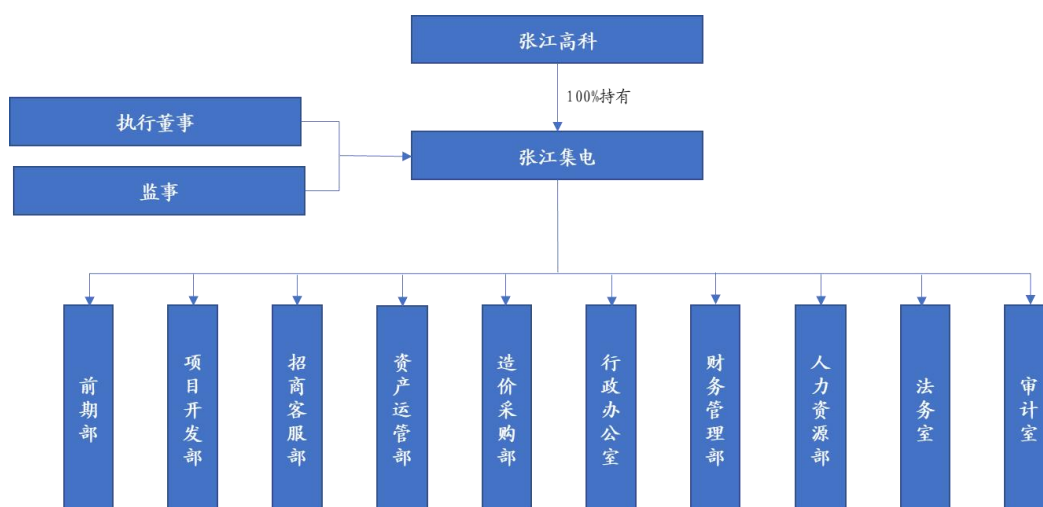 张江高科
100%持有
执行董事
张江集电
监事
前期部
项目开发部
招商客服部
资产运管部
造价采购部
行政办公室
财务管理部
人力资源部
法务室
审计室